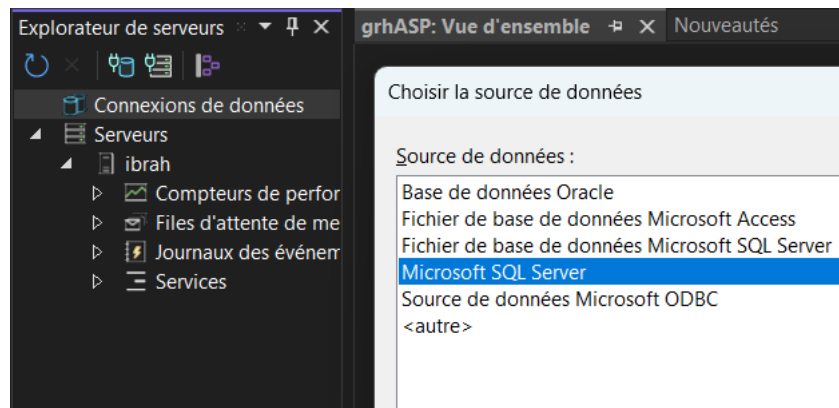 Explorateur de serveurs
grhASP: Vue d'ensemble
Nouveautés
Connexions de données
Serveurs
ibrah
Compteurs de perfor
Files d'attente de me
Journaux des événem
Services
Choisir la source de données
Source de données :
Base de données Oracle
Fichier de base de données Microsoft Access
Fichier de base de données Microsoft SQL Server
Microsoft SQL Server
Source de données Microsoft ODBC
<autre>